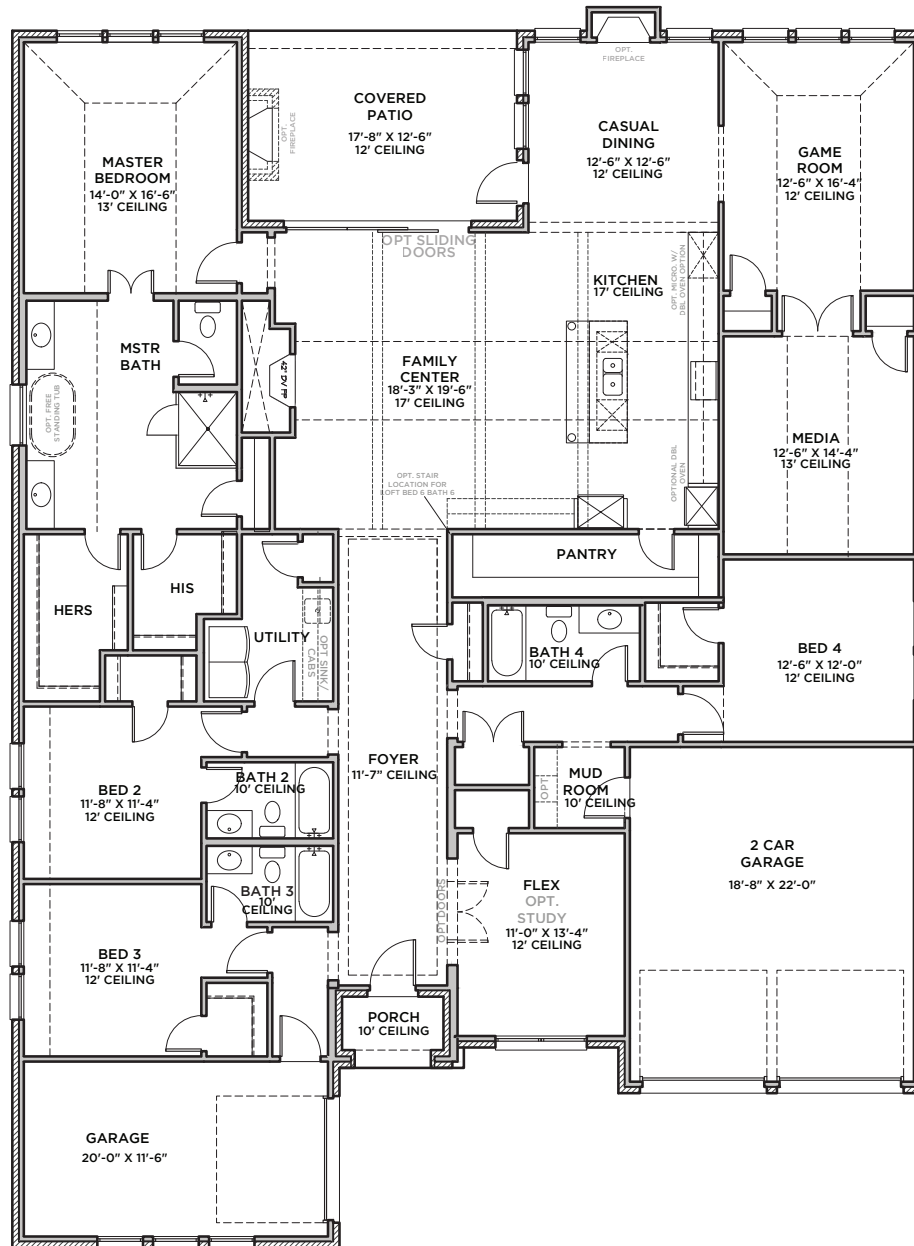 OPT.
FIREPLACE
COVERED
PATIO
17'-8" X 12'-6"
12' CEILING
OPT.
FIREPLACE
CASUAL
DINING
12'-6" X 12'-6"
12' CEILING
GAME
ROOM
12'-6" X 16'-4"
12' CEILING
MASTER
BEDROOM
14'-0" X 16'-6"
13' CEILING
OPT SLIDING
DOORS
KITCHEN
17' CEILING
OPT. MICRO. W/
DBL OVEN OPTION
MSTR
BATH
OPT. FREE
STANDING TUB
42" DV FP
FAMILY
CENTER
18'-3" X 19'-6"
17' CEILING
MEDIA
12'-6" X 14'-4"
13' CEILING
OPTIONAL DBL
OVEN
OPT. STAIR
LOCATION FOR
LOFT BED 6 BATH 6
PANTRY
HERS
HIS
UTILITY
OPT SINK/
CABS
BATH 4
10' CEILING
BED 4
12'-6" X 12'-0"
12' CEILING
FOYER
11'-7" CEILING
BED 2
11'-8" X 11'-4"
12' CEILING
BATH 2
10' CEILING
MUD
ROOM
10' CEILING
OPT.
2 CAR
GARAGE
18'-8" X 22'-0"
BATH 3
10'
CEILING
OPT DOORS
FLEX
OPT.
STUDY
11'-0" X 13'-4"
12' CEILING
BED 3
11'-8" X 11'-4"
12' CEILING
PORCH
10' CEILING
GARAGE
20'-0" X 11'-6"